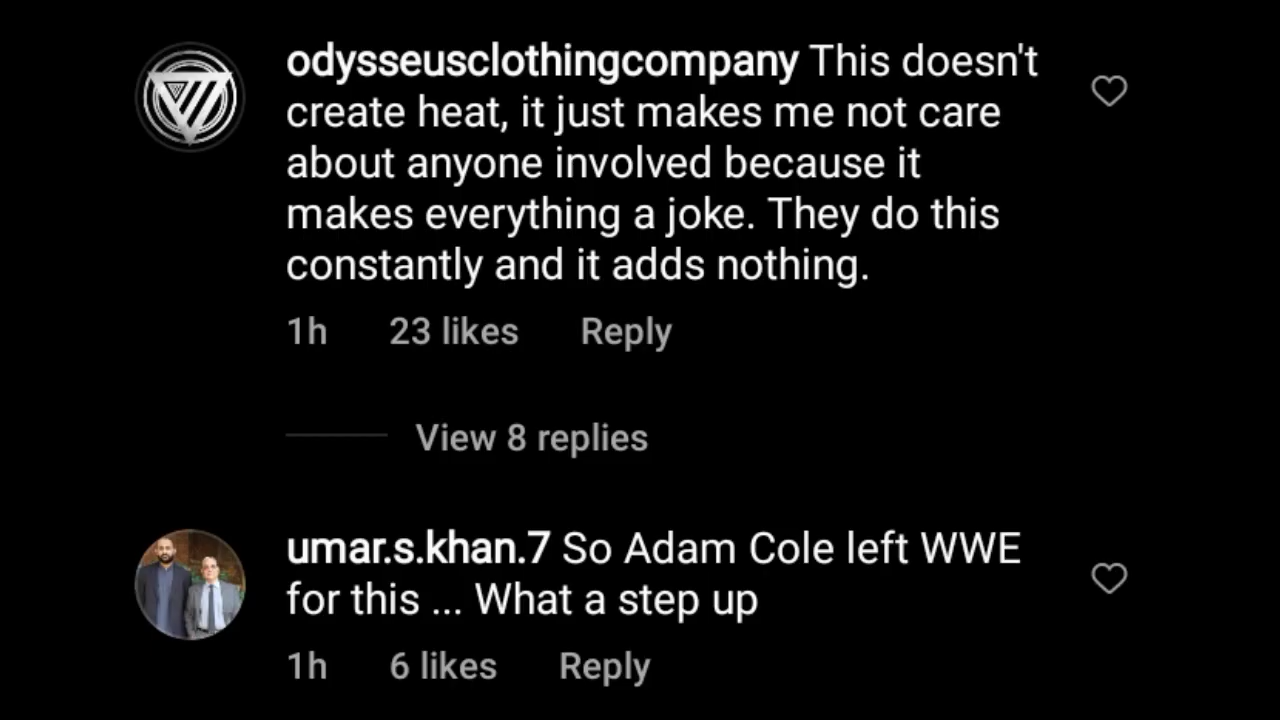 odysseusclothingcompany This doesn't
create heat, it just makes me not care
about anyone involved because it
makes everything a joke. They do this
constantly and it adds nothing.
1h 23 likes Reply
View 8 replies
umar.s.khan.7 So Adam Cole left WWE
for this ... What a step up
1h 6 likes Reply